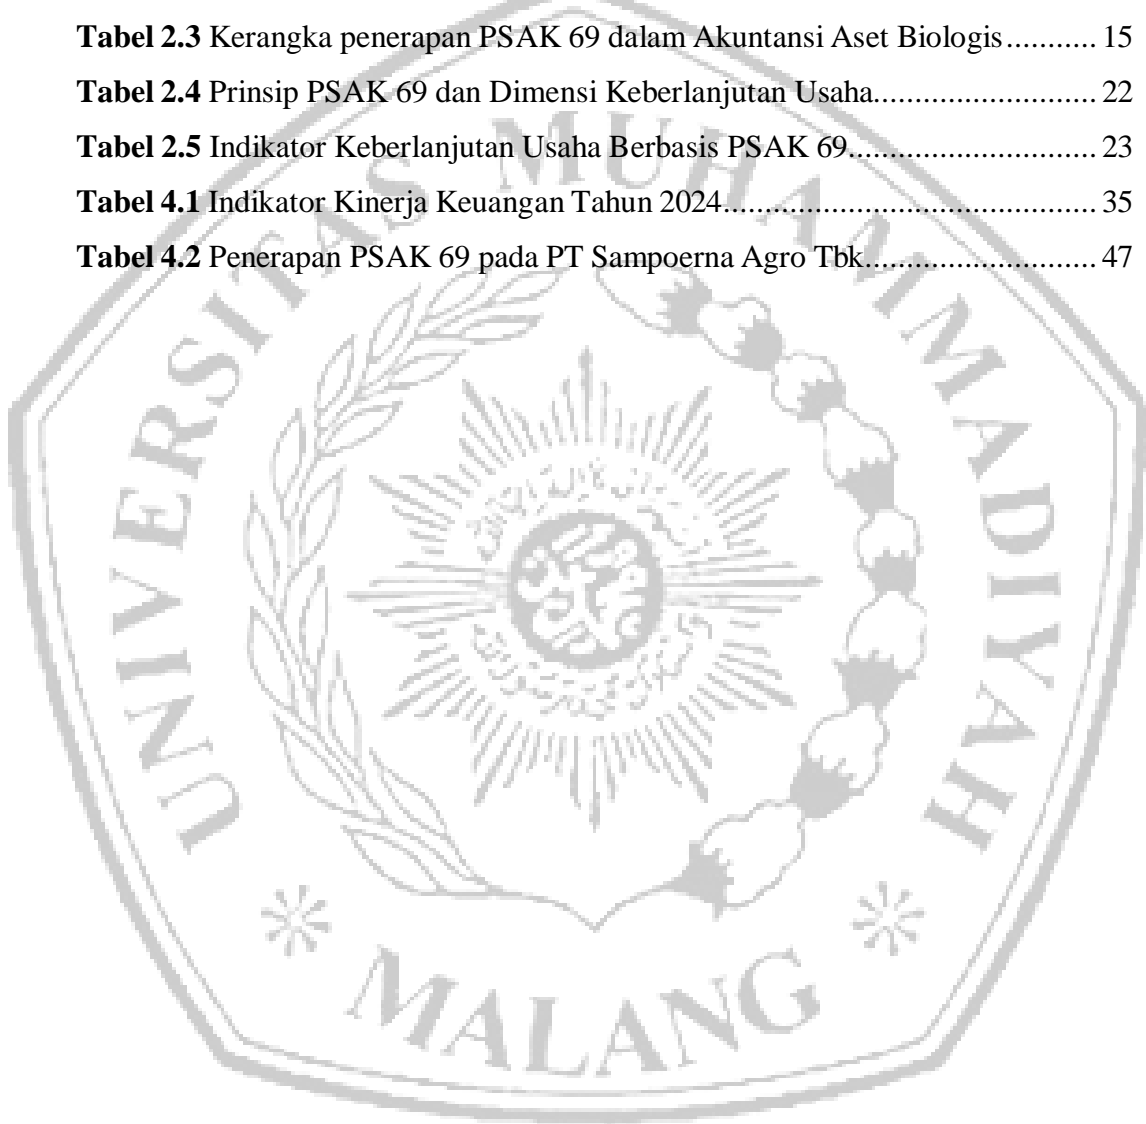 Tabel 2.3 Kerangka penerapan PSAK 69 dalam Akuntansi Aset Biologis........... 15
Tabel 2.4 Prinsip PSAK 69 dan Dimensi Keberlanjutan Usaha........................... 22
Tabel 2.5 Indikator Keberlanjutan Usaha Berbasis PSAK 69.............................. 23
Tabel 4.1 Indikator Kinerja Keuangan Tahun 2024............................................. 35
Tabel 4.2 Penerapan PSAK 69 pada PT Sampoerna Agro Tbk............................ 47
UNIVERSITAS MUHAMMADIYAH
MALANG